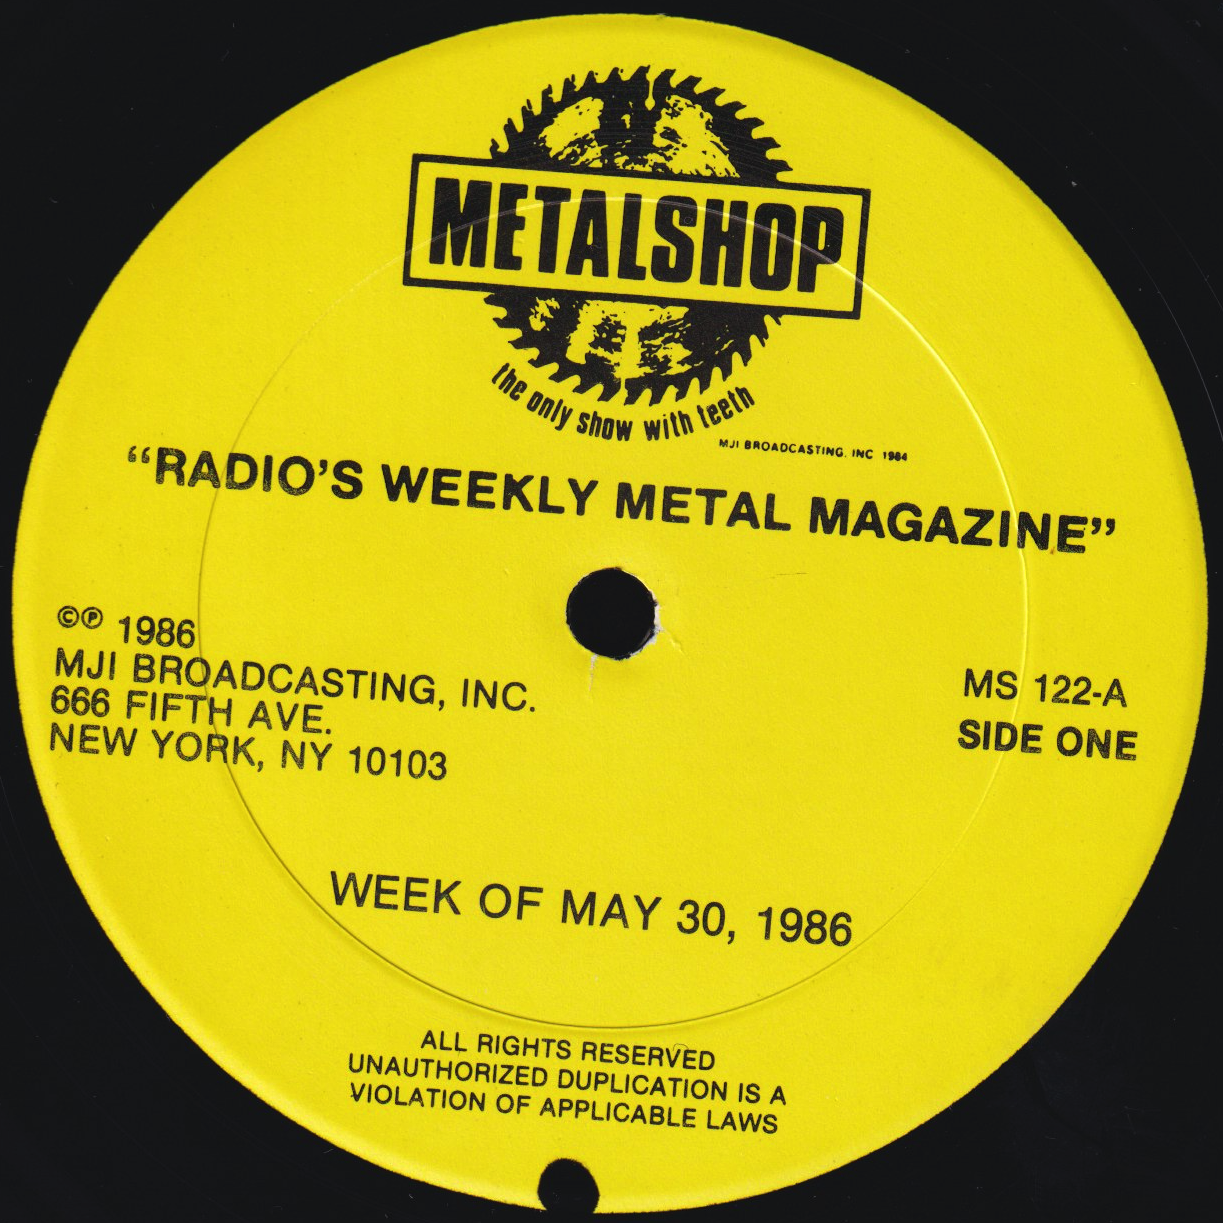 METALSHOP
the only show with teeth
MJI BROADCASTING, INC 1984
“RADIO’S WEEKLY METAL MAGAZINE”
©℗ 1986
MJI BROADCASTING, INC.
666 FIFTH AVE.
NEW YORK, NY 10103
MS 122-A
SIDE ONE
WEEK OF MAY 30, 1986
ALL RIGHTS RESERVED
UNAUTHORIZED DUPLICATION IS A
VIOLATION OF APPLICABLE LAWS